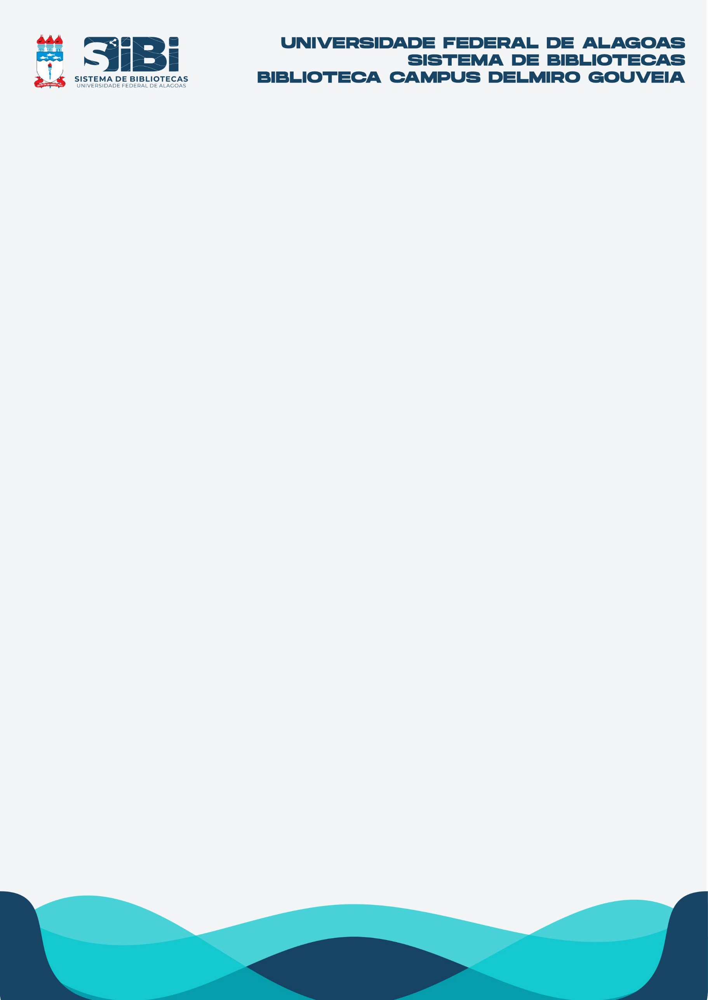 SiBi
SISTEMA DE BIBLIOTECAS
UNIVERSIDADE FEDERAL DE ALAGOAS
UNIVERSIDADE FEDERAL DE ALAGOAS
SISTEMA DE BIBLIOTECAS
BIBLIOTECA CAMPUS DELMIRO GOUVEIA